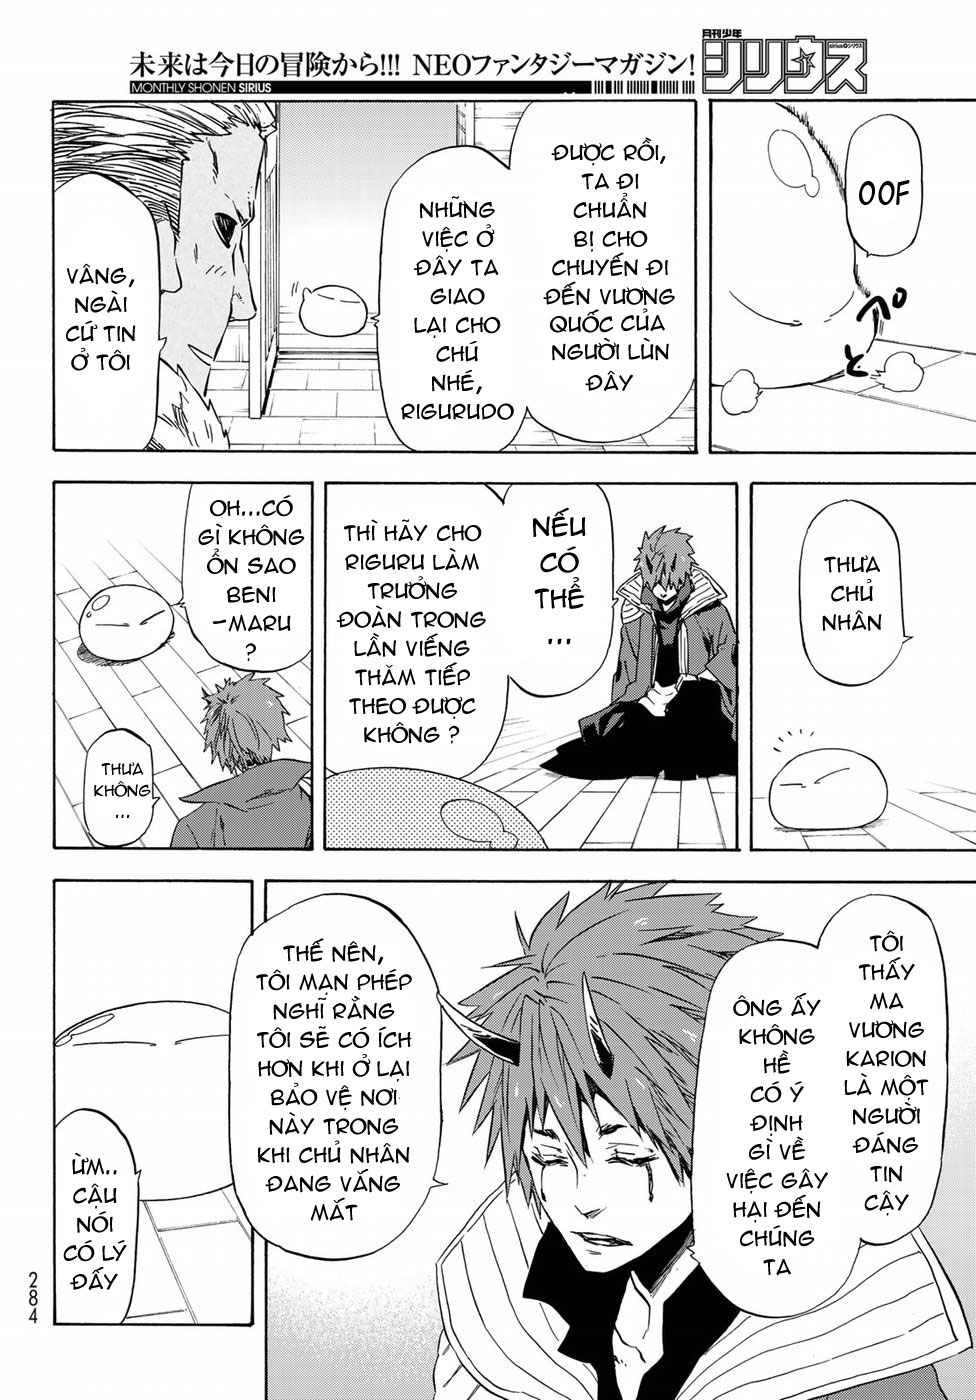 未来は今日の冒険から!!! NEOファンタジーマガジン!
月刊少年
シリウス
MONTHLY SHONEN SIRIUS
OOF
ペ
と
ĐƯỢC RỒI,
TA ĐI
CHUẨN
BỊ CHO
CHUYẾN ĐI
ĐẾN VƯƠNG
QUỐC CỦA
NGƯỜI LÙN
ĐÂY
NHỮNG
VIỆC Ở
ĐÂY TA
GIAO
LẠI CHO
CHÚ
NHÉ,
RIGURUDO
VÂNG,
NGÀI
CỨ TIN
Ở TÔI
THƯA
CHỦ
NHÂN
NẾU
CÓ
THỂ
...
THÌ HÃY CHO
RIGURU LÀM
TRƯỞNG
ĐOÀN TRONG
LẦN VIẾNG
THĂM TIẾP
THEO ĐƯỢC
KHÔNG ?
OH...CÓ
GÌ KHÔNG
ỔN SAO
BENI
-MARU
?
THƯA
KHÔNG
...
TÔI
THẤY
MA
VƯƠNG
KARION
LÀ MỘT
NGƯỜI
ĐÁNG
TIN
CẬY
ÔNG ẤY
KHÔNG
HỀ
CÓ Ý
ĐỊNH
GÌ VỀ
VIỆC GÂY
HẠI ĐẾN
CHÚNG
TA
THẾ NÊN,
TÔI MẠN PHÉP
NGHĨ RẰNG
TÔI SẼ CÓ ÍCH
HƠN KHI Ở LẠI
BẢO VỆ NƠI
NÀY TRONG
KHI CHỦ NHÂN
ĐANG VẮNG
MẶT
ỪM..
CẬU
NÓI
CÓ LÝ
ĐẤY
284